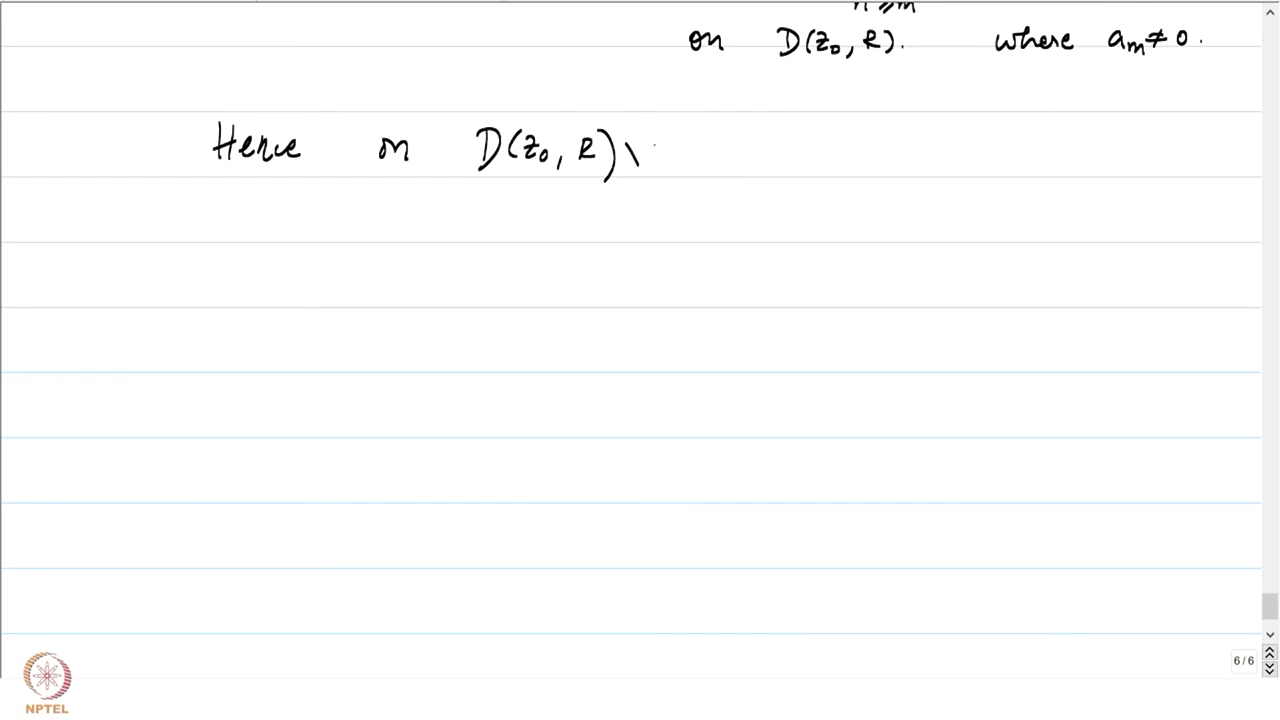 n ≥ m
on D(z₀, R). where aₘ ≠ 0.
Hence on D(z₀, R) \
6 / 6
NPTEL